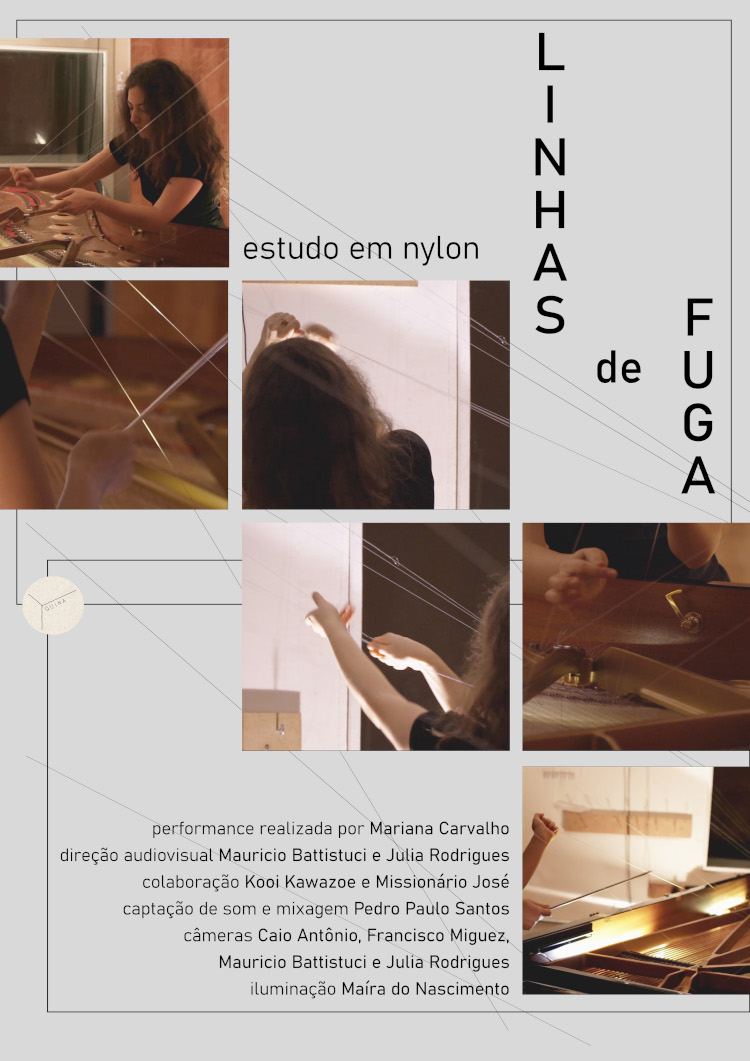 LINHAS
de
FUGA
estudo em nylon
QUINA
performance realizada por Mariana Carvalho
direção audiovisual Mauricio Battistuci e Julia Rodrigues
colaboração Kooi Kawazoe e Missionário José
captação de som e mixagem Pedro Paulo Santos
câmeras Caio Antônio, Francisco Miguez,
Mauricio Battistuci e Julia Rodrigues
iluminação Maíra do Nascimento